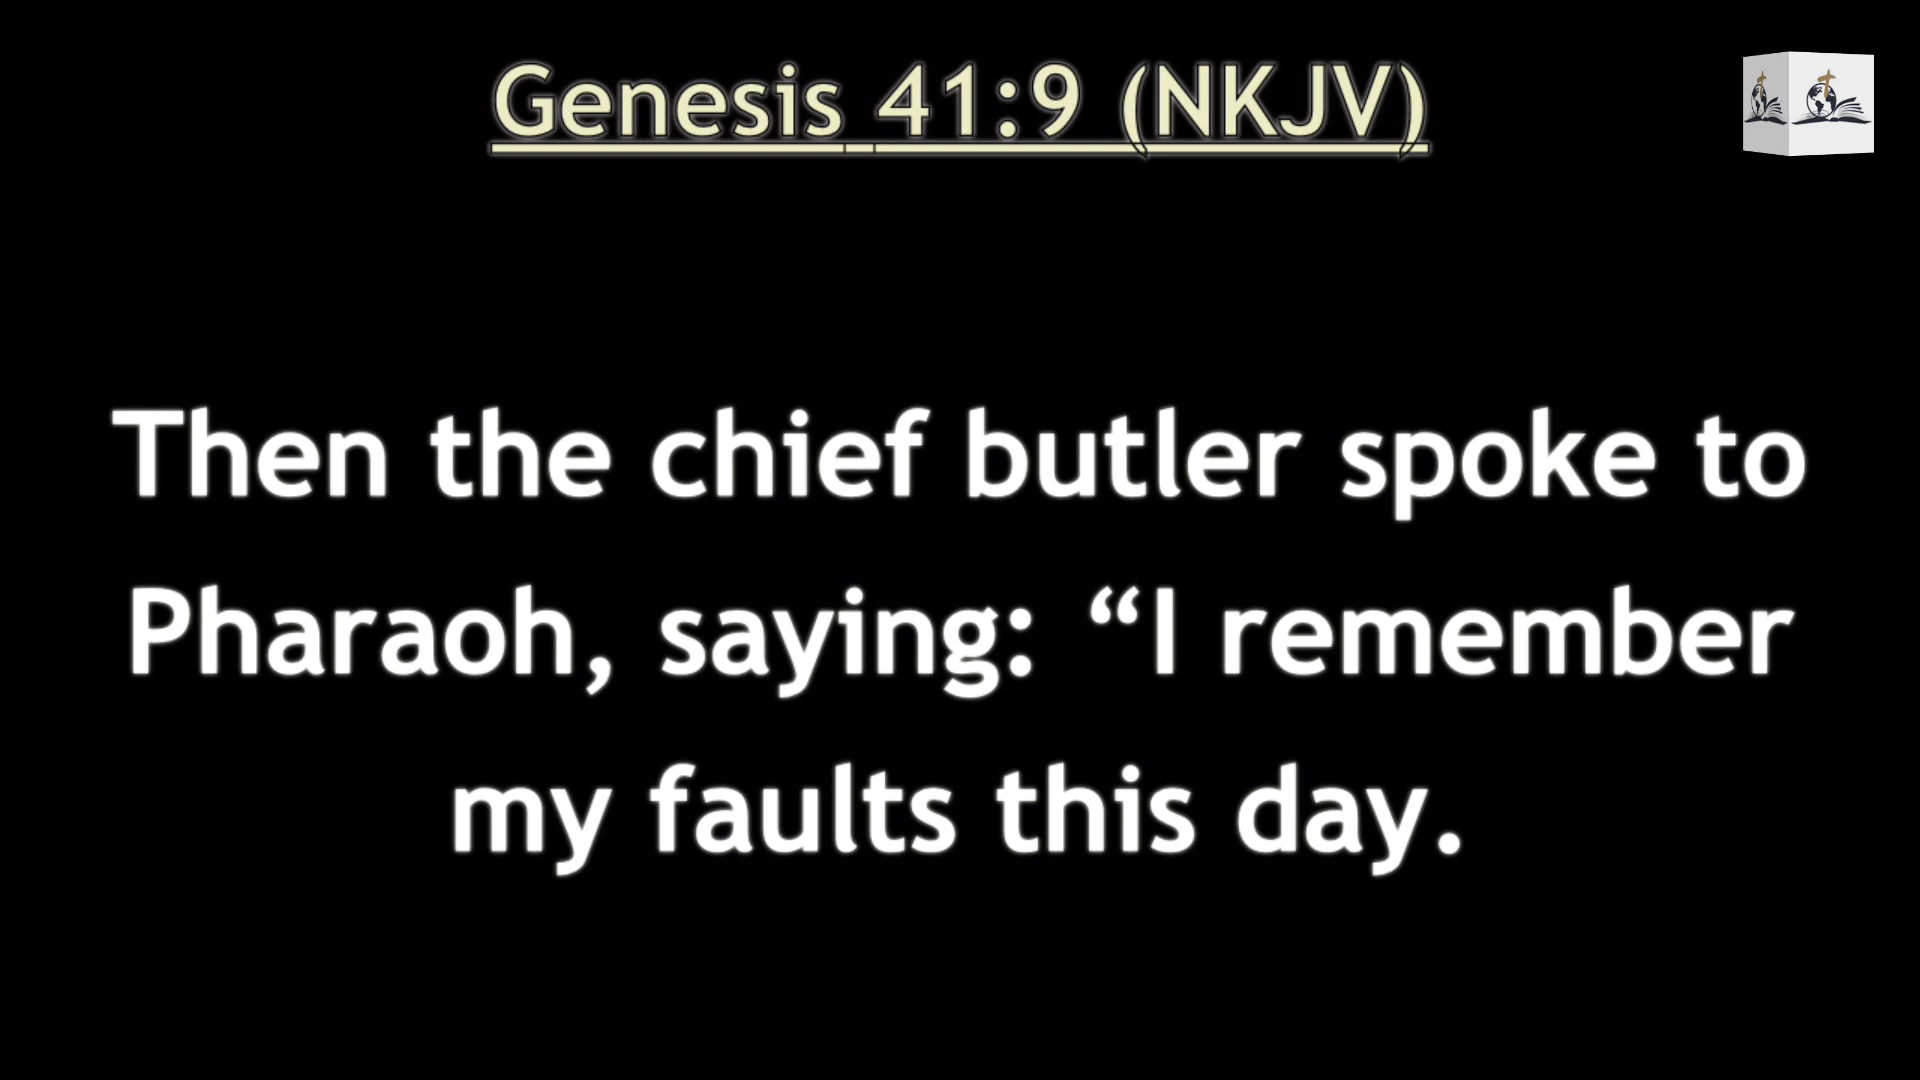 Genesis 41:9 (NKJV)
Then the chief butler spoke to
Pharaoh, saying: “I remember
my faults this day.